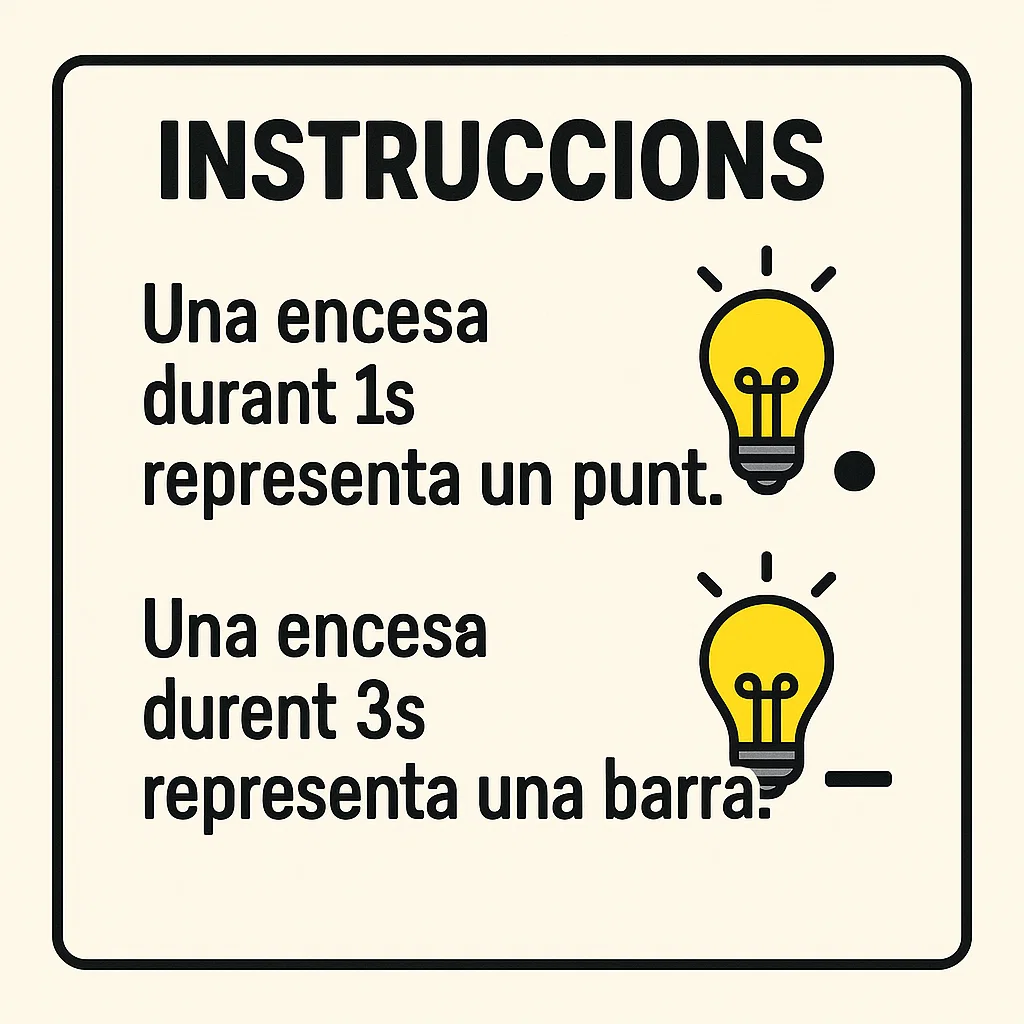 INSTRUCCIONS
Una encesa
durant 1s
representa un punt.
Una encesa
durent 3s
representa una barra.